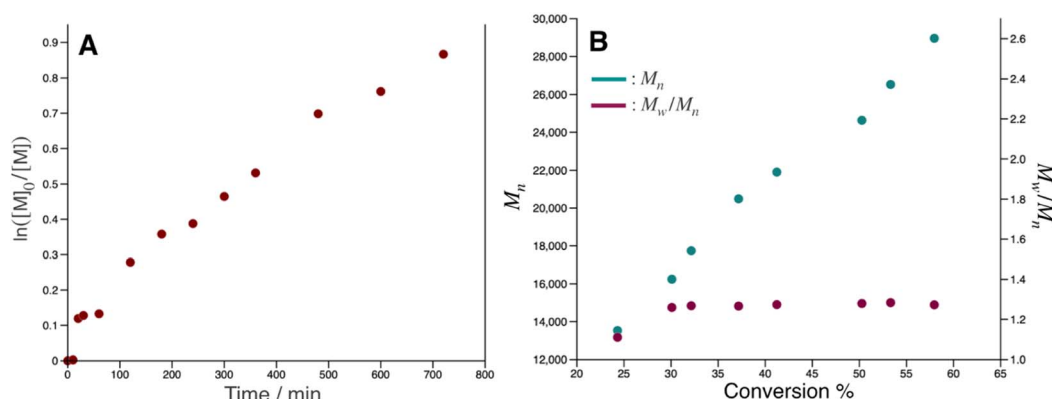 A
ln([M]0/[M])
0.9
0.8
0.7
0.6
0.5
0.4
0.3
0.2
0.1
0
0 100 200 300 400 500 600 700 800
Time / min
B
: Mn
: Mw/Mn
Mn
30,000
28,000
26,000
24,000
22,000
20,000
18,000
16,000
14,000
12,000
20 25 30 35 40 45 50 55 60 65
Conversion %
2.6
2.4
2.2
2.0
1.8
1.6
1.4
1.2
1.0
Mw/Mn